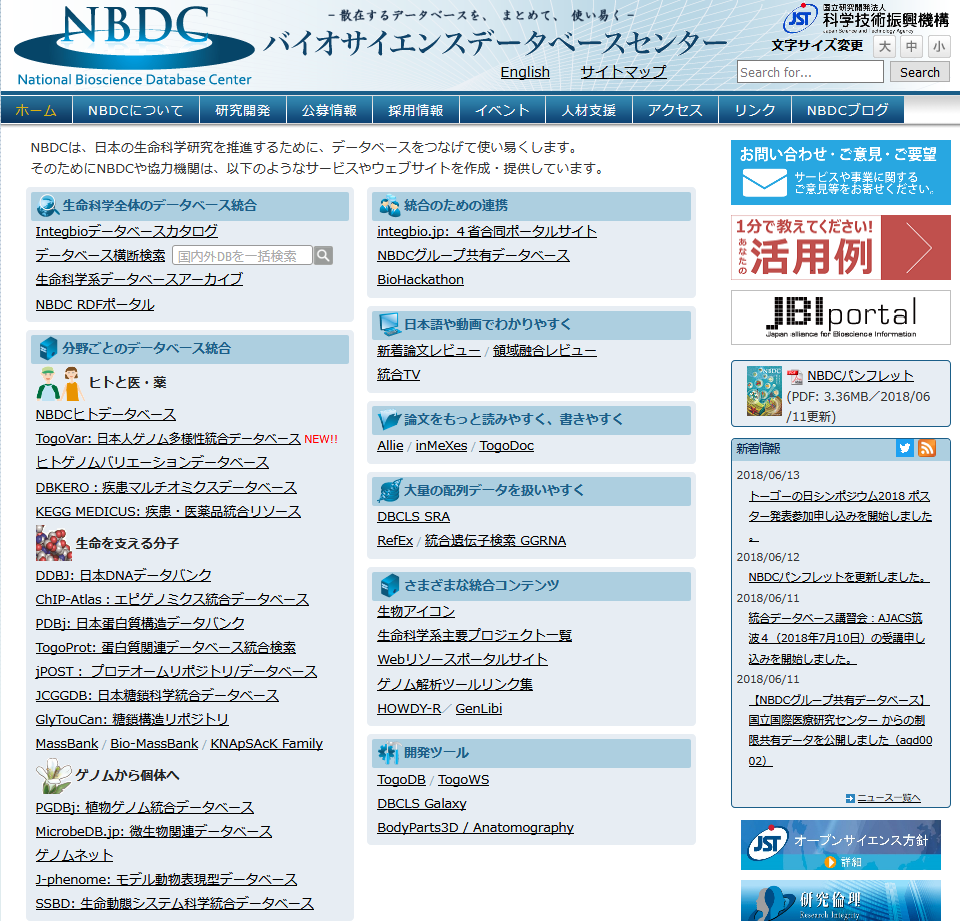 NBDC
National Bioscience Database Center
－散在するデータベースを、まとめて、使い易く－
バイオサイエンスデータベースセンター
English サイトマップ
JST 国立研究開発法人
科学技術振興機構
Japan Science and Technology Agency
文字サイズ変更 大 中 小
Search for... Search
ホーム NBDCについて 研究開発 公募情報 採用情報 イベント 人材支援 アクセス リンク NBDCブログ
NBDCは、日本の生命科学研究を推進するために、データベースをつなげて使い易くします。
そのためにNBDCや協力機関は、以下のようなサービスやウェブサイトを作成・提供しています。
生命科学全体のデータベース統合
Integbioデータベースカタログ
データベース横断検索 国内外DBを一括検索
生命科学系データベースアーカイブ
NBDC RDFポータル
分野ごとのデータベース統合
ヒトと医・薬
NBDCヒトデータベース
TogoVar: 日本人ゲノム多様性統合データベース NEW!!
ヒトゲノムバリエーションデータベース
DBKERO：疾患マルチオミクスデータベース
KEGG MEDICUS: 疾患・医薬品統合リソース
生命を支える分子
DDBJ: 日本DNAデータバンク
ChIP-Atlas：エピゲノミクス統合データベース
PDBj: 日本蛋白質構造データバンク
TogoProt: 蛋白質関連データベース統合検索
jPOST： プロテオームリポジトリ/データベース
JCGGDB: 日本糖鎖科学統合データベース
GlyTouCan: 糖鎖構造リポジトリ
MassBank / Bio-MassBank / KNApSAcK Family
ゲノムから個体へ
PGDBj: 植物ゲノム統合データベース
MicrobeDB.jp: 微生物関連データベース
ゲノムネット
J-phenome: モデル動物表現型データベース
SSBD: 生命動態システム科学統合データベース
統合のための連携
integbio.jp: ４省合同ポータルサイト
NBDCグループ共有データベース
BioHackathon
日本語や動画でわかりやすく
新着論文レビュー / 領域融合レビュー
統合TV
論文をもっと読みやすく、書きやすく
Allie / inMeXes / TogoDoc
大量の配列データを扱いやすく
DBCLS SRA
RefEx / 統合遺伝子検索 GGRNA
さまざまな統合コンテンツ
生物アイコン
生命科学系主要プロジェクト一覧
Webリソースポータルサイト
ゲノム解析ツールリンク集
HOWDY-R／ GenLibi
開発ツール
TogoDB / TogoWS
DBCLS Galaxy
BodyParts3D / Anatomography
お問い合わせ・ご意見・ご要望
サービスや事業に関する
ご意見等をお寄せください。
1分で教えてください!
あなたの
活用例
JBIportal
Japan alliance for Bioscience Information
NBDCパンフレット
(PDF: 3.36MB／2018/06
/11更新)
新着情報
2018/06/13
トーゴーの日シンポジウム2018 ポス
ター発表参加申し込みを開始しました
。
2018/06/12
NBDCパンフレットを更新しました。
2018/06/11
統合データベース講習会：AJACS筑
波４（2018年7月10日）の受講申し
込みを開始しました。
2018/06/11
【NBDCグループ共有データベース】
国立国際医療研究センター からの制
限共有データを公開しました（agd00
02）
ニュース一覧へ
JST オープンサイエンス方針
詳細
研究倫理
Research Integrity